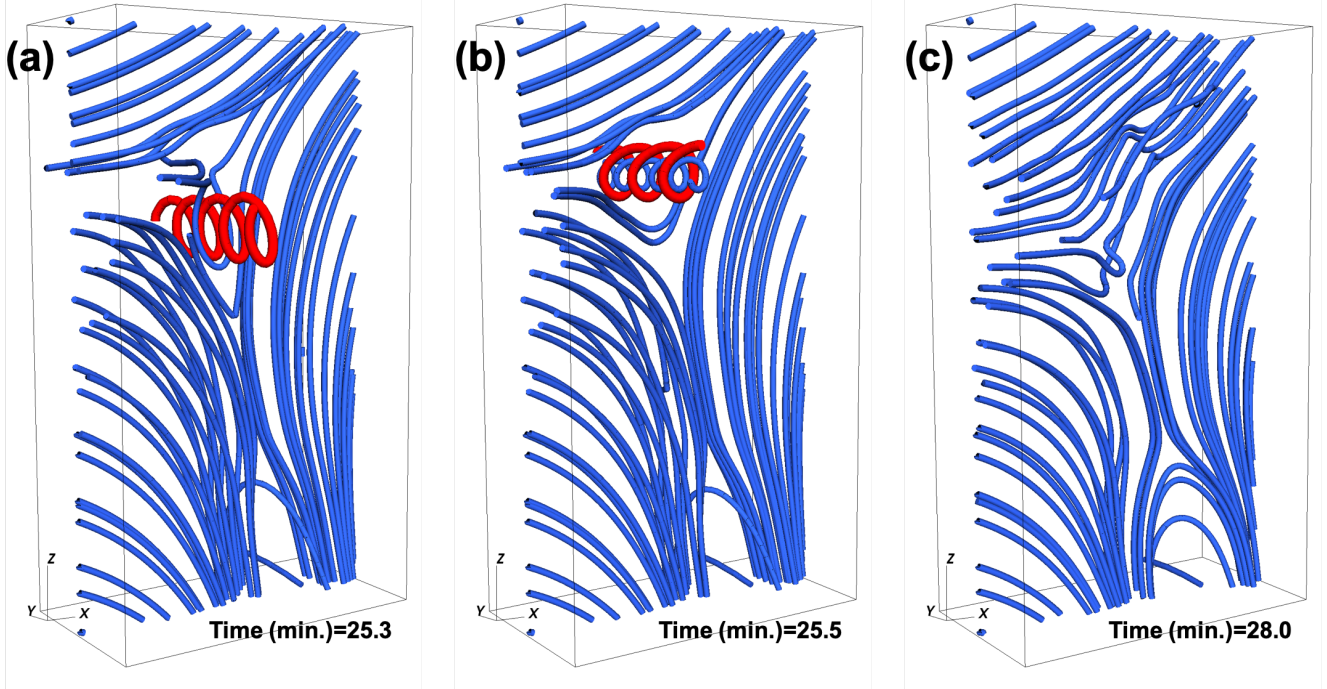 (a)
Z
Y
X
Time (min.)=25.3
(b)
Z
Y
X
Time (min.)=25.5
(c)
Z
Y
X
Time (min.)=28.0